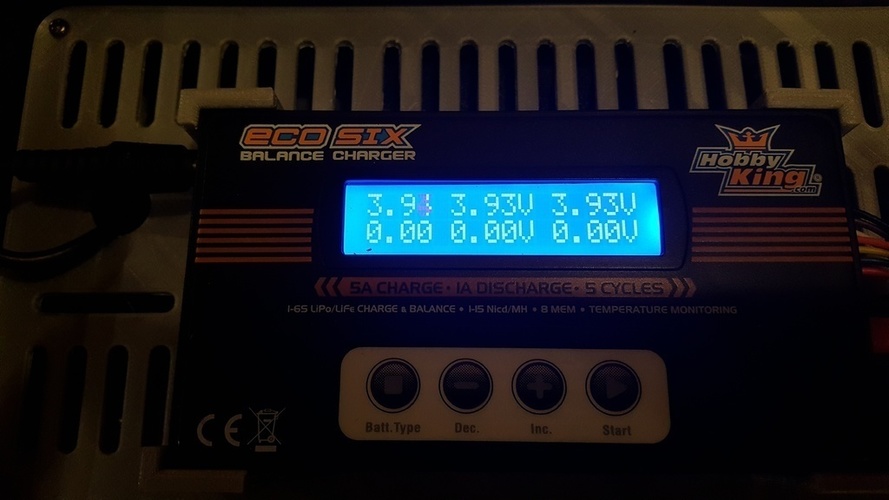 eco six
BALANCE CHARGER
Hobby
King
.com
3.9 3.93V 3.93V
0.00 0.00V 0.00V
5A CHARGE • 1A DISCHARGE • 5 CYCLES
1-6S LiPo/LiFe CHARGE & BALANCE • 1-15 Nicd/MH • 8 MEM • TEMPERATURE MONITORING
Batt.Type Dec. Inc. Start
CE